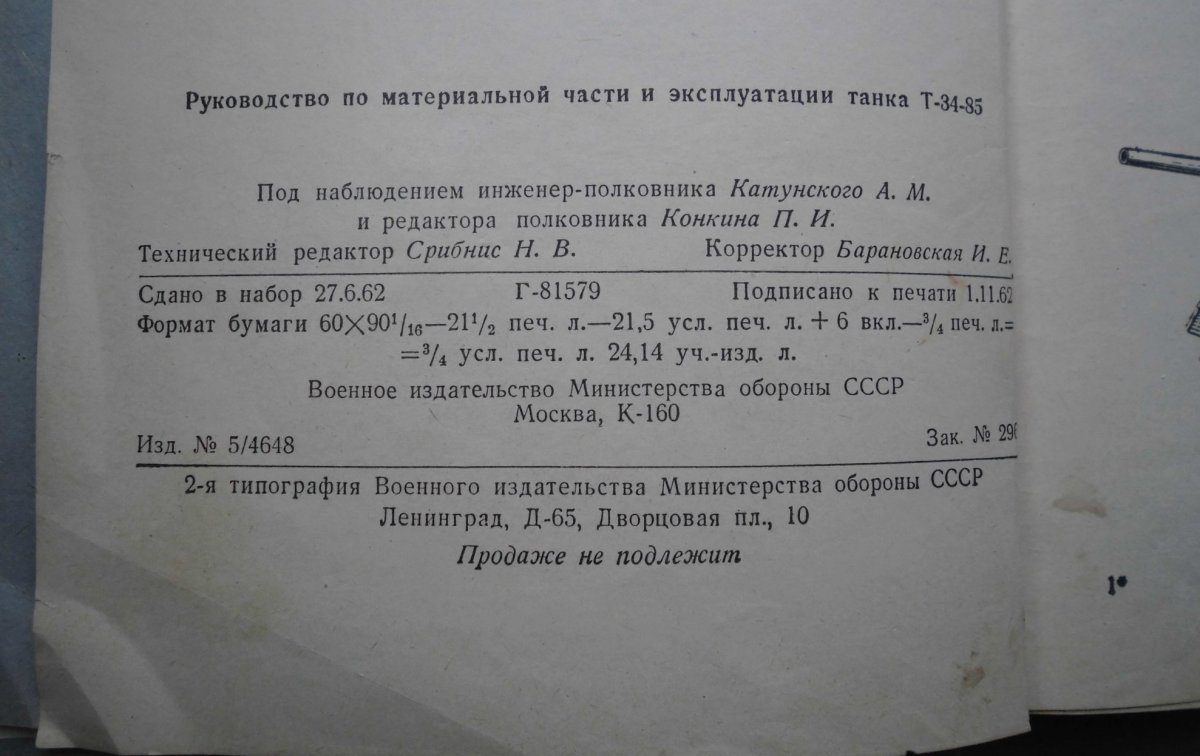 Руководство по материальной части и эксплуатации танка Т-34-85
Под наблюдением инженер-полковника Катунского А. М.
и редактора полковника Конкина П. И.
Технический редактор Срибнис Н. В. Корректор Барановская И. Е.
Сдано в набор 27.6.62 Г-81579 Подписано к печати 1.11.62
Формат бумаги 60×90¹/₁₆—21¹/₂ печ. л.—21,5 усл. печ. л. + 6 вкл.—³/₄ печ. л.=
=³/₄ усл. печ. л. 24,14 уч.-изд. л.
Военное издательство Министерства обороны СССР
Москва, К-160
Изд. № 5/4648 Зак. №
2-я типография Военного издательства Министерства обороны СССР
Ленинград, Д-65, Дворцовая пл., 10
Продаже не подлежит
1*